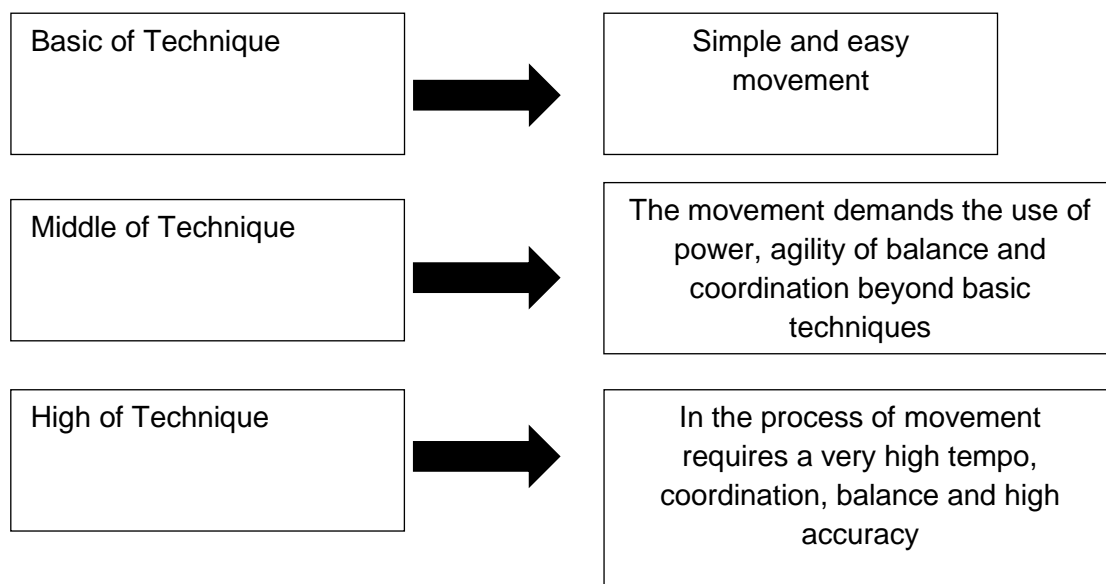 Basic of Technique
Simple and easy
movement
Middle of Technique
The movement demands the use of
power, agility of balance and
coordination beyond basic
techniques
High of Technique
In the process of movement
requires a very high tempo,
coordination, balance and high
accuracy